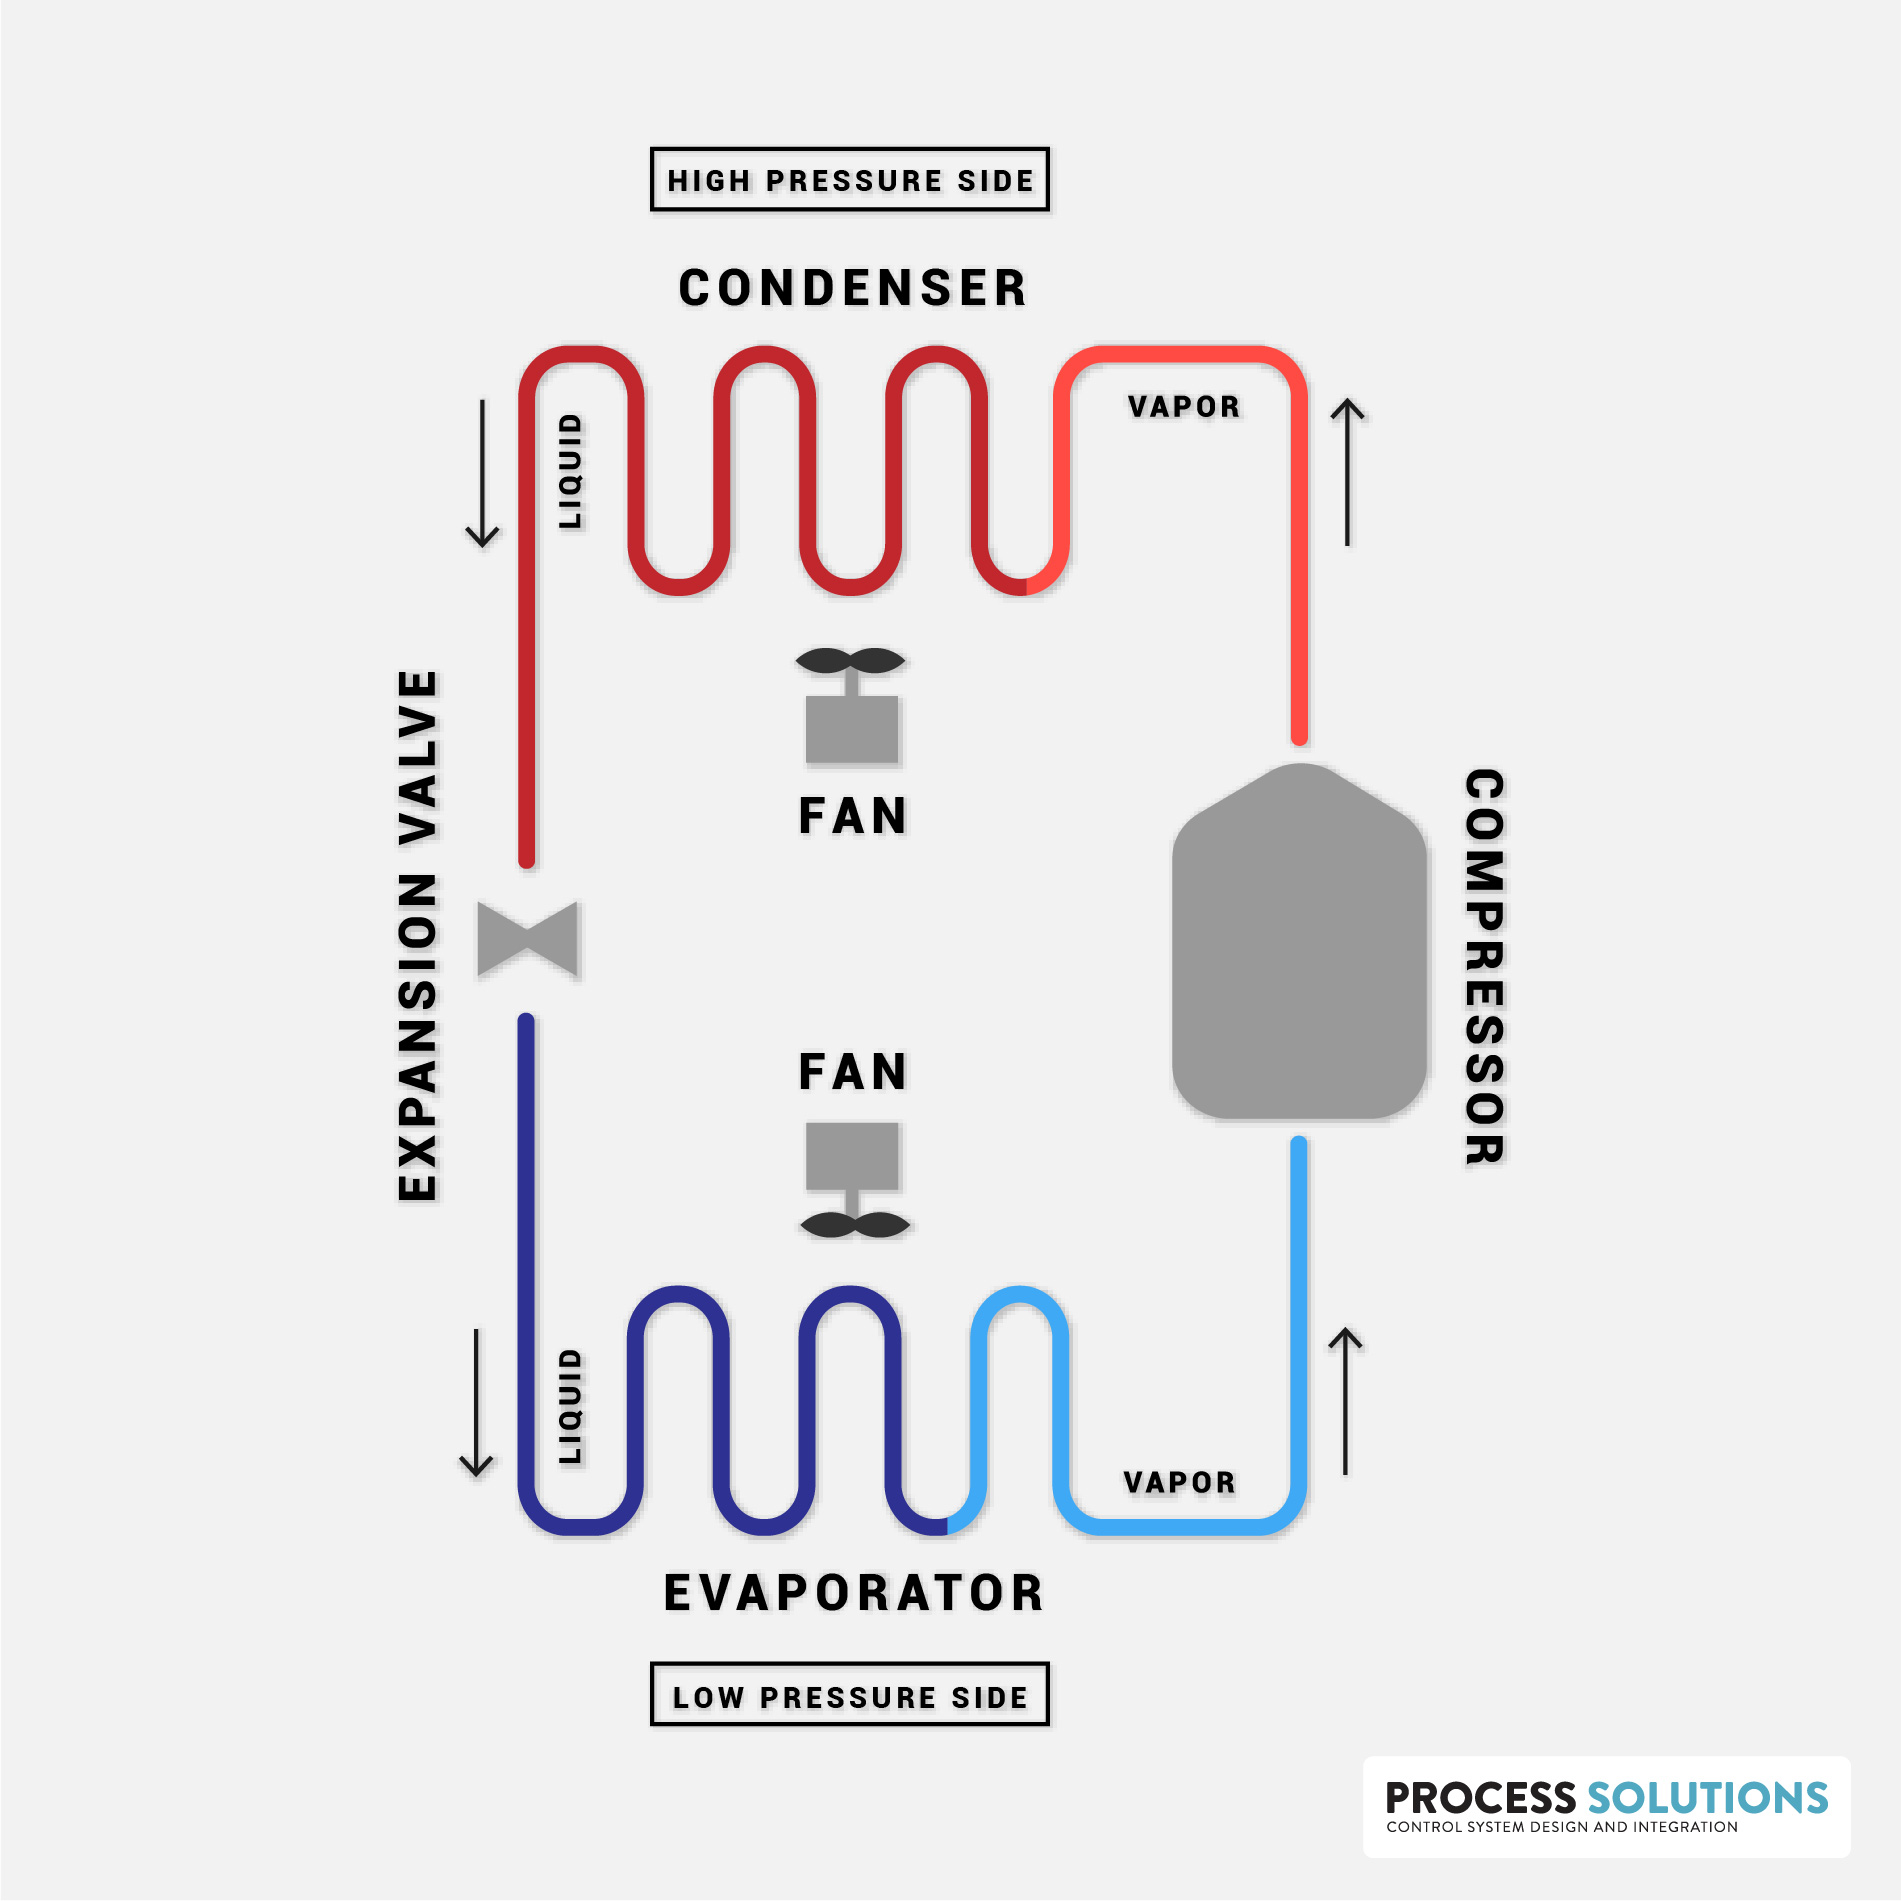 HIGH PRESSURE SIDE
CONDENSER
VAPOR
LIQUID
EXPANSION VALVE
FAN
COMPRESSOR
FAN
LIQUID
VAPOR
EVAPORATOR
LOW PRESSURE SIDE
PROCESS SOLUTIONS
CONTROL SYSTEM DESIGN AND INTEGRATION